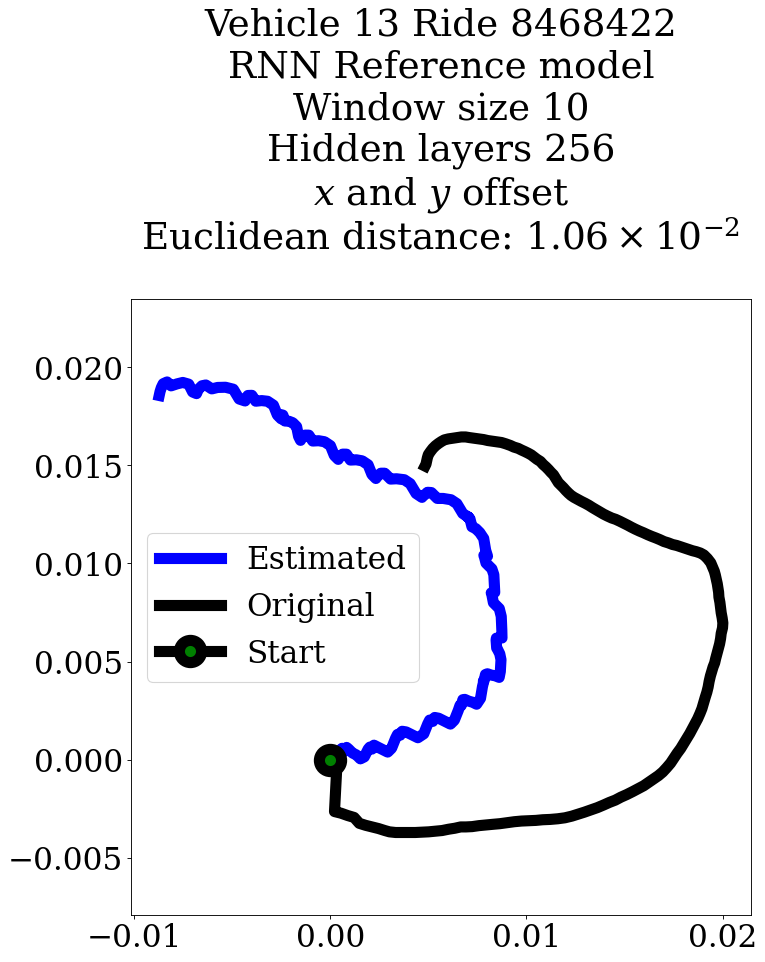 Vehicle 13 Ride 8468422
RNN Reference model
Window size 10
Hidden layers 256
x and y offset
Euclidean distance: 1.06 × 10⁻²
0.020
0.015
0.010
Estimated
Original
Start
0.005
0.000
−0.005
−0.01 0.00 0.01 0.02